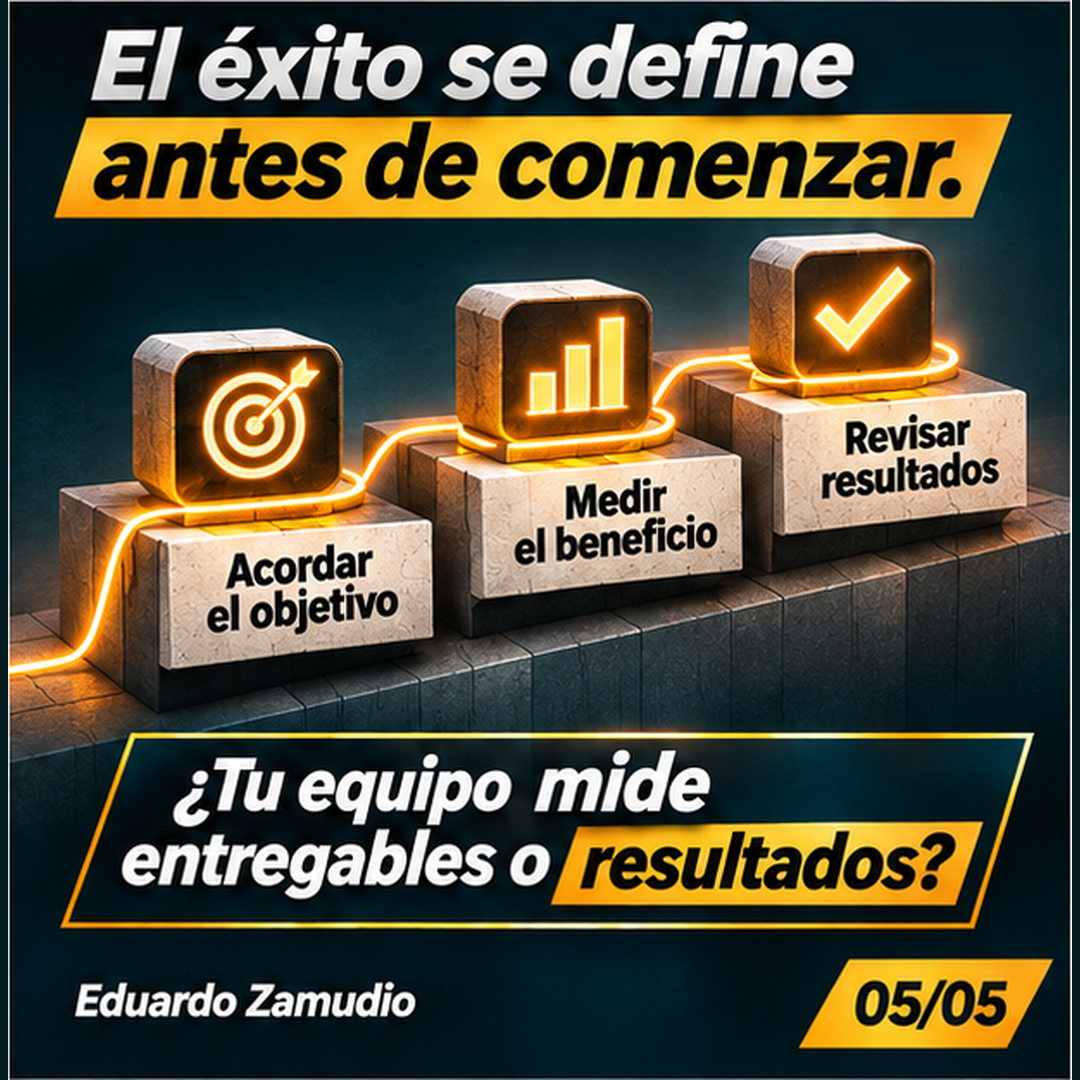 El éxito se define
antes de comenzar.
Acordar
el objetivo
Medir
el beneficio
Revisar
resultados
¿Tu equipo mide
entregables o resultados?
Eduardo Zamudio
05/05